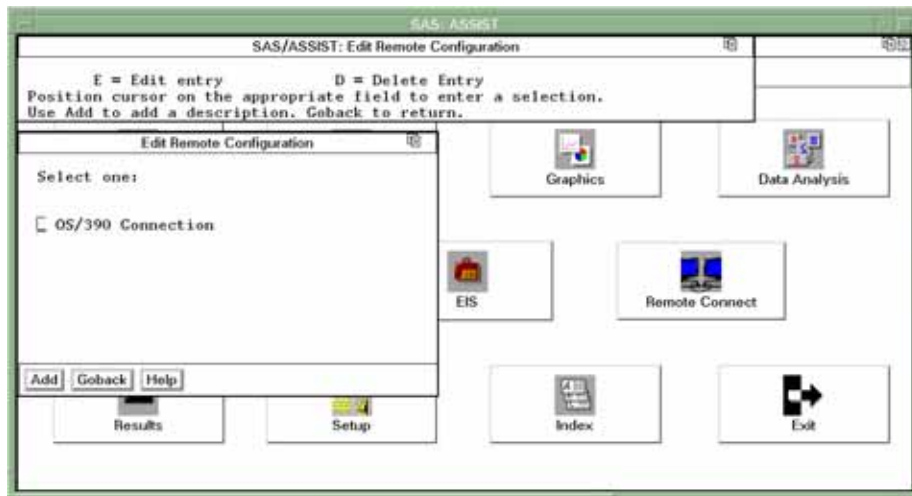 SAS: ASSIST
SAS/ASSIST: Edit Remote Configuration
E = Edit entry D = Delete Entry
Position cursor on the appropriate field to enter a selection.
Use Add to add a description. Goback to return.
Edit Remote Configuration
Select one:
OS/390 Connection
Add Goback Help
Graphics
Data Analysis
EIS
Remote Connect
Results
Setup
Index
Exit